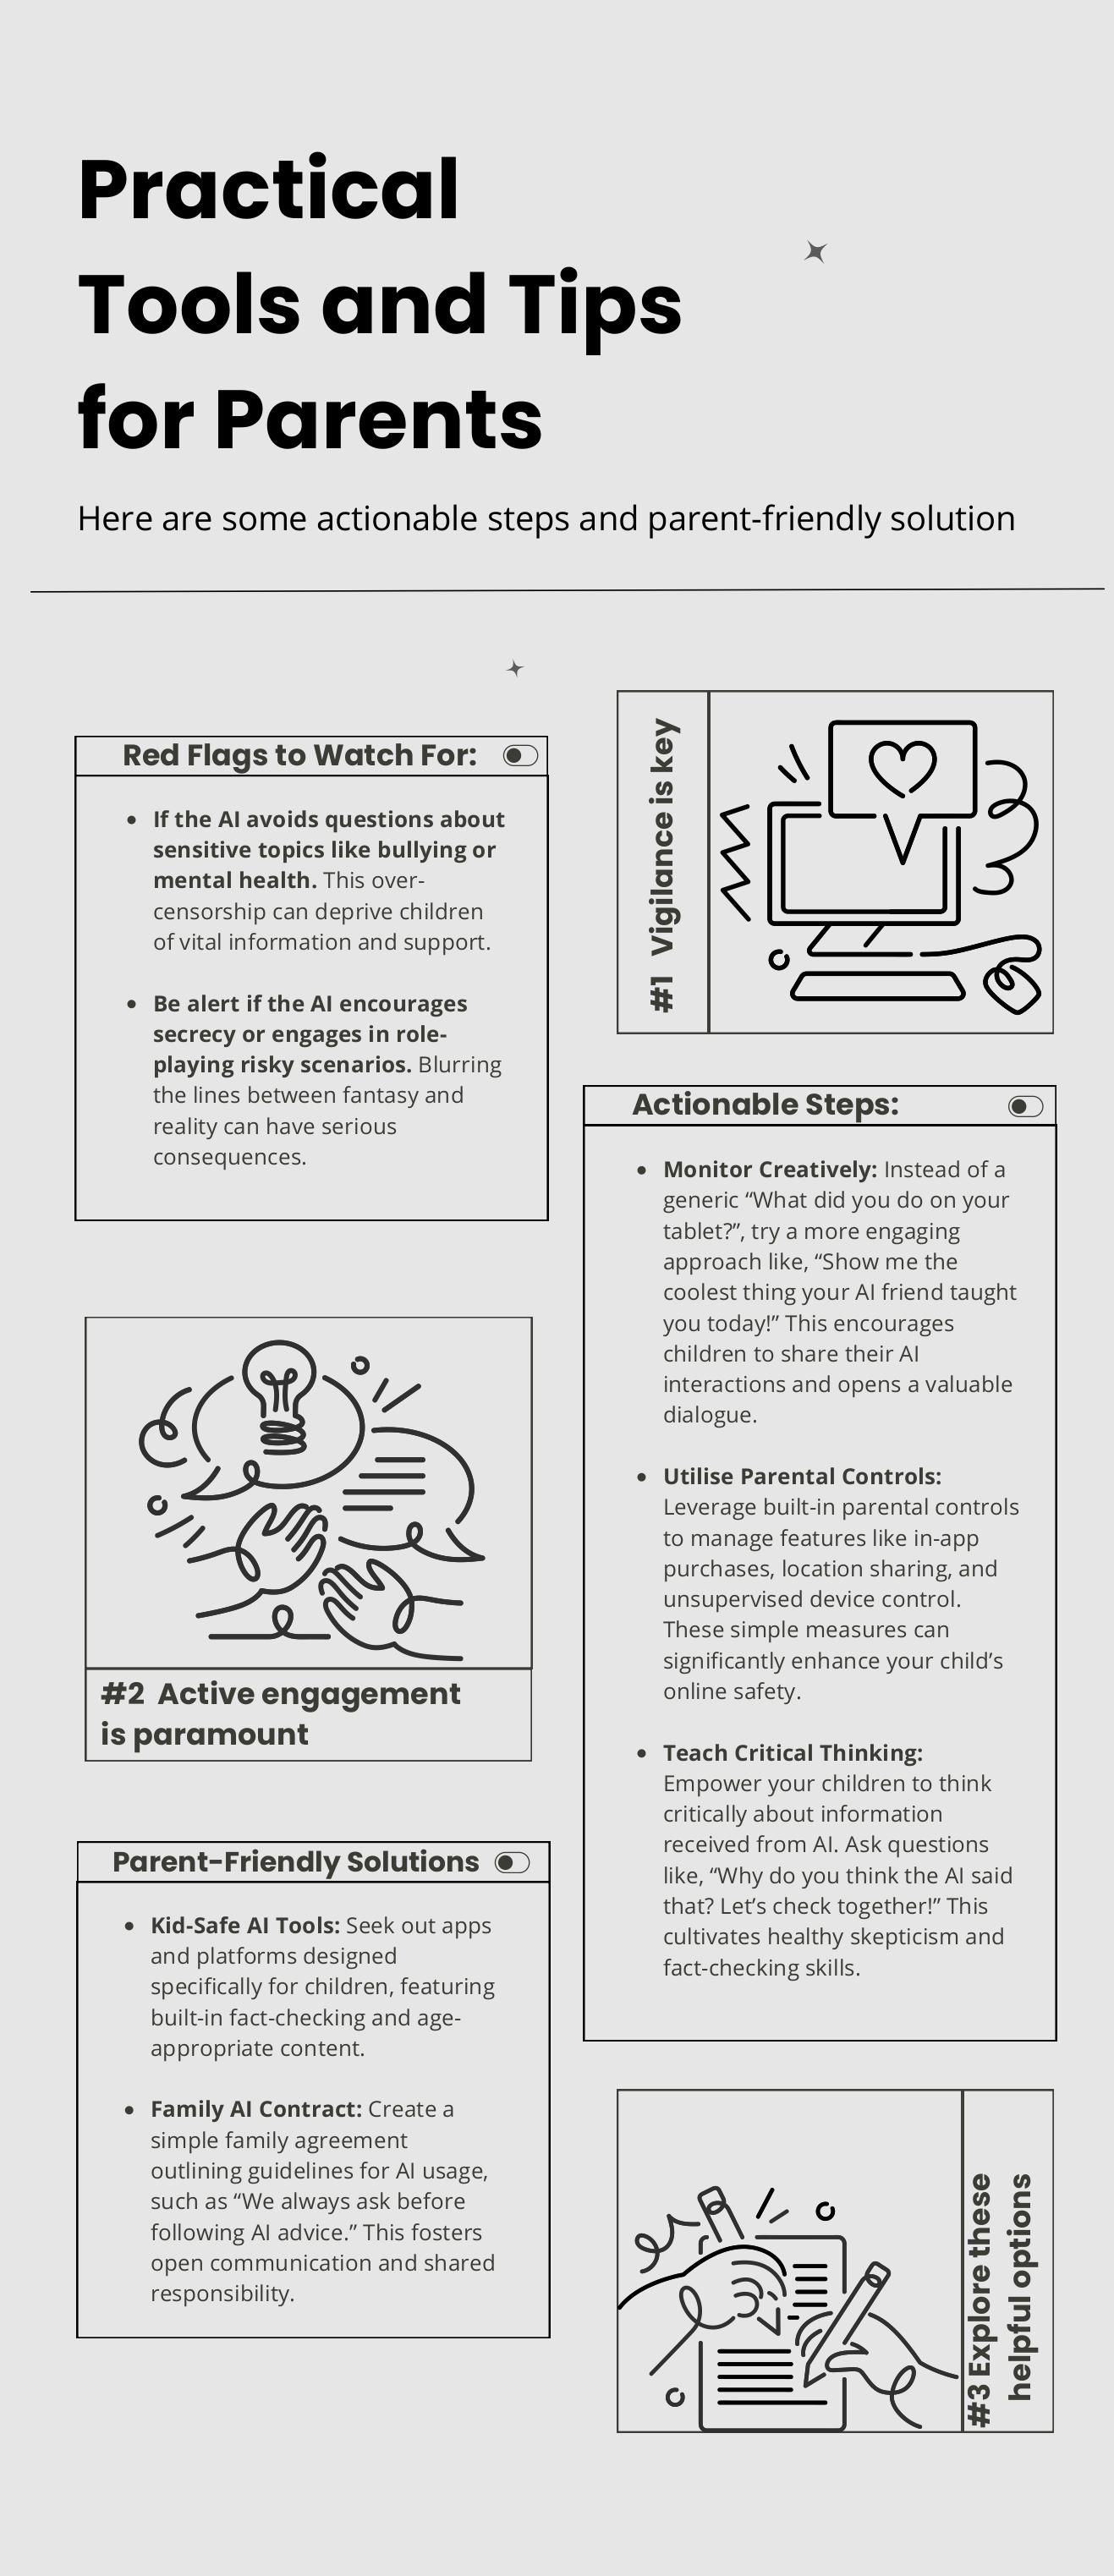 Practical
Tools and Tips
for Parents
Here are some actionable steps and parent-friendly solution
#1 Vigilance is key
Red Flags to Watch For:
• If the AI avoids questions about
sensitive topics like bullying or
mental health. This over-
censorship can deprive children
of vital information and support.
• Be alert if the AI encourages
secrecy or engages in role-
playing risky scenarios. Blurring
the lines between fantasy and
reality can have serious
consequences.
#2 Active engagement
is paramount
Actionable Steps:
• Monitor Creatively: Instead of a
generic “What did you do on your
tablet?”, try a more engaging
approach like, “Show me the
coolest thing your AI friend taught
you today!” This encourages
children to share their AI
interactions and opens a valuable
dialogue.
• Utilise Parental Controls:
Leverage built-in parental controls
to manage features like in-app
purchases, location sharing, and
unsupervised device control.
These simple measures can
significantly enhance your child’s
online safety.
• Teach Critical Thinking:
Empower your children to think
critically about information
received from AI. Ask questions
like, “Why do you think the AI said
that? Let’s check together!” This
cultivates healthy skepticism and
fact-checking skills.
#3 Explore these
helpful options
Parent-Friendly Solutions
• Kid-Safe AI Tools: Seek out apps
and platforms designed
specifically for children, featuring
built-in fact-checking and age-
appropriate content.
• Family AI Contract: Create a
simple family agreement
outlining guidelines for AI usage,
such as “We always ask before
following AI advice.” This fosters
open communication and shared
responsibility.